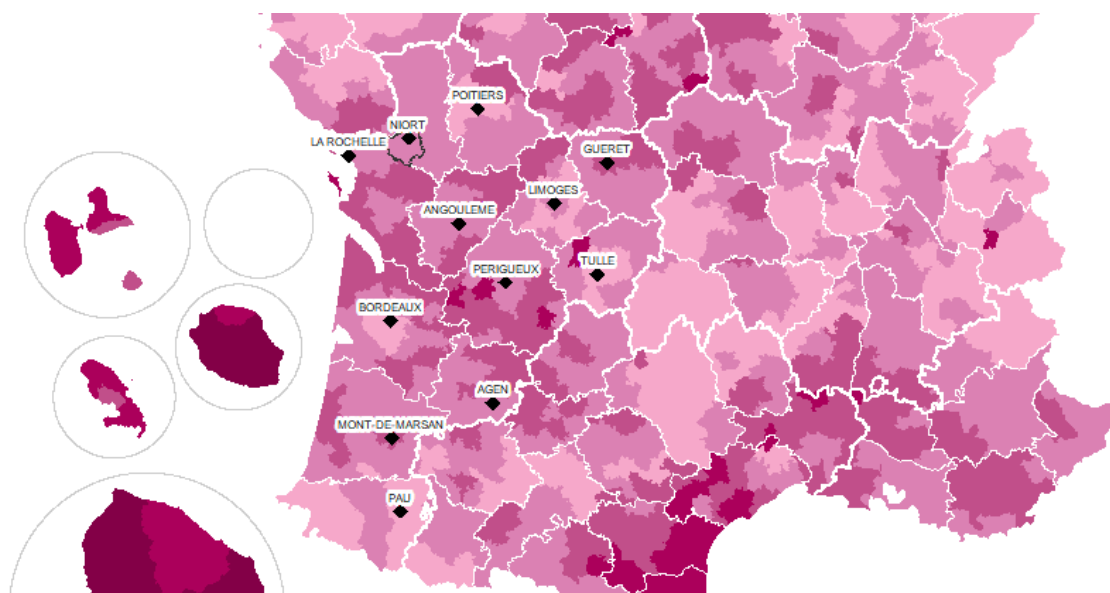 POITIERS
NIORT
LA ROCHELLE
GUERET
LIMOGES
ANGOULEME
TULLE
PERIGUEUX
BORDEAUX
AGEN
MONT-DE-MARSAN
PAU